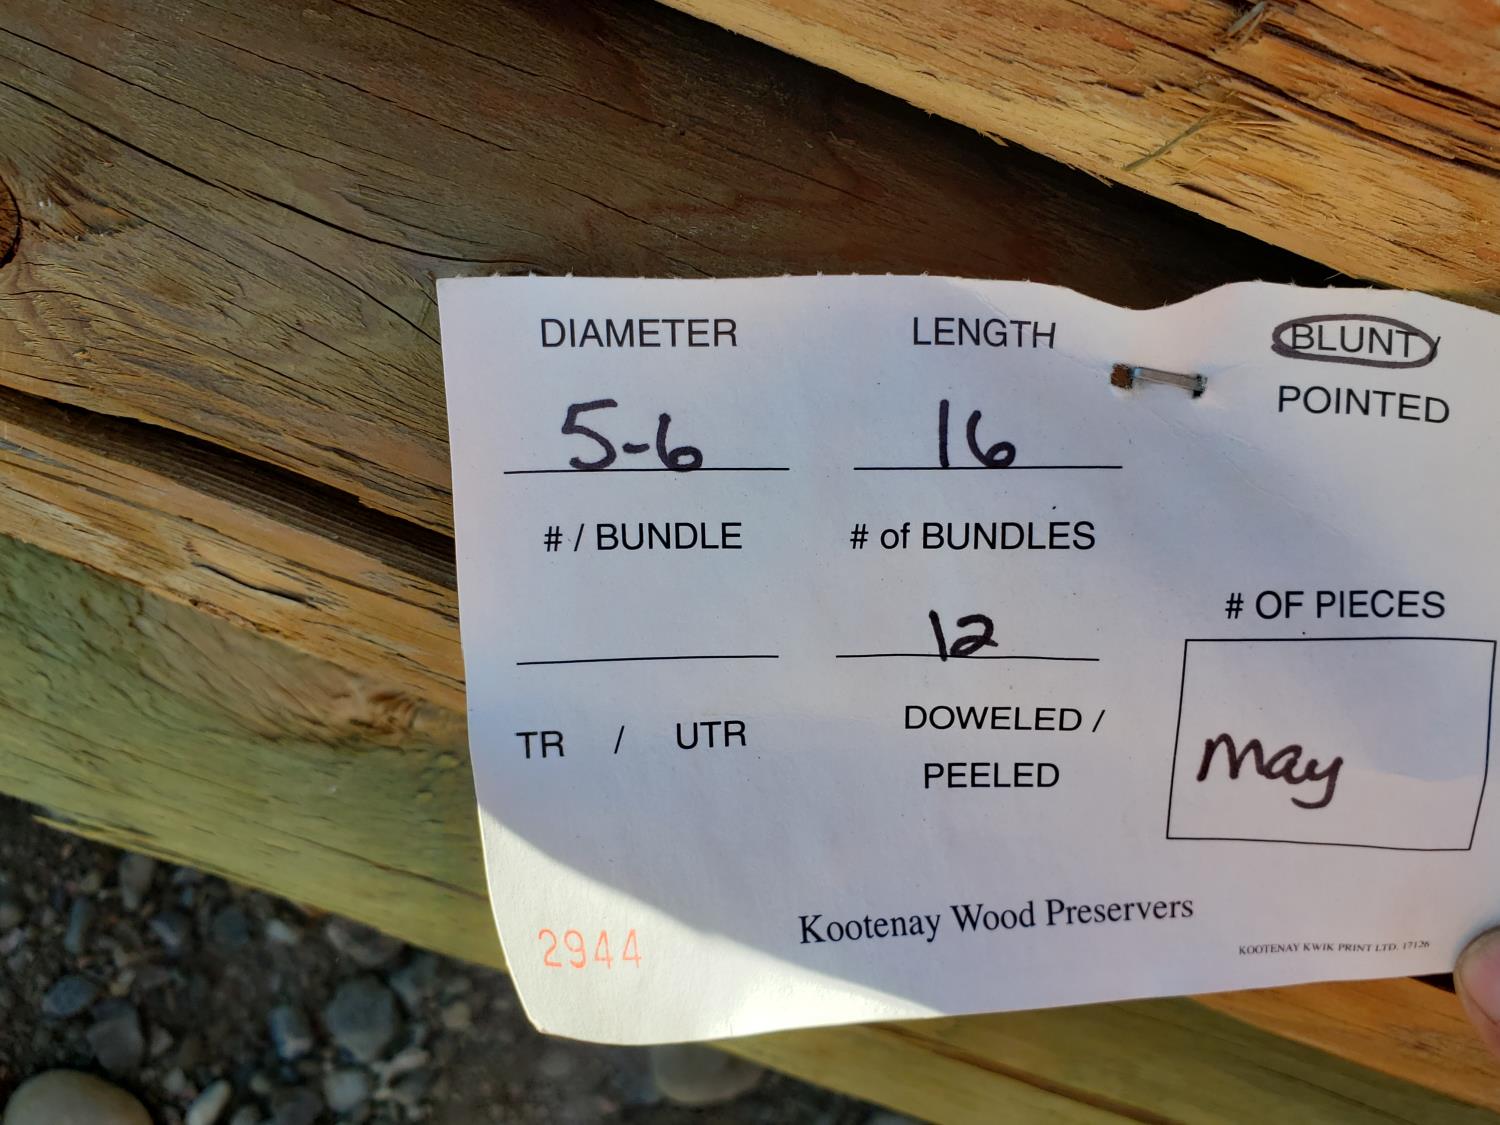 DIAMETER LENGTH BLUNT/
POINTED
5-6 16
# / BUNDLE # of BUNDLES
# OF PIECES
12
TR / UTR DOWELED /
PEELED
May
Kootenay Wood Preservers
2944
KOOTENAY KWIK PRINT LTD. 17126